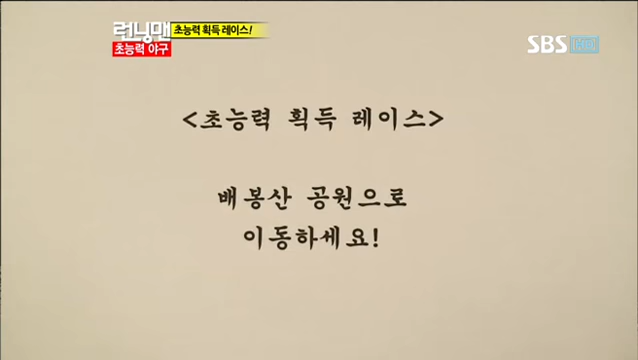 런닝맨 초능력 획득 레이스!
초능력 야구
SBS HD
<초능력 획득 레이스>
배봉산 공원으로
이동하세요!